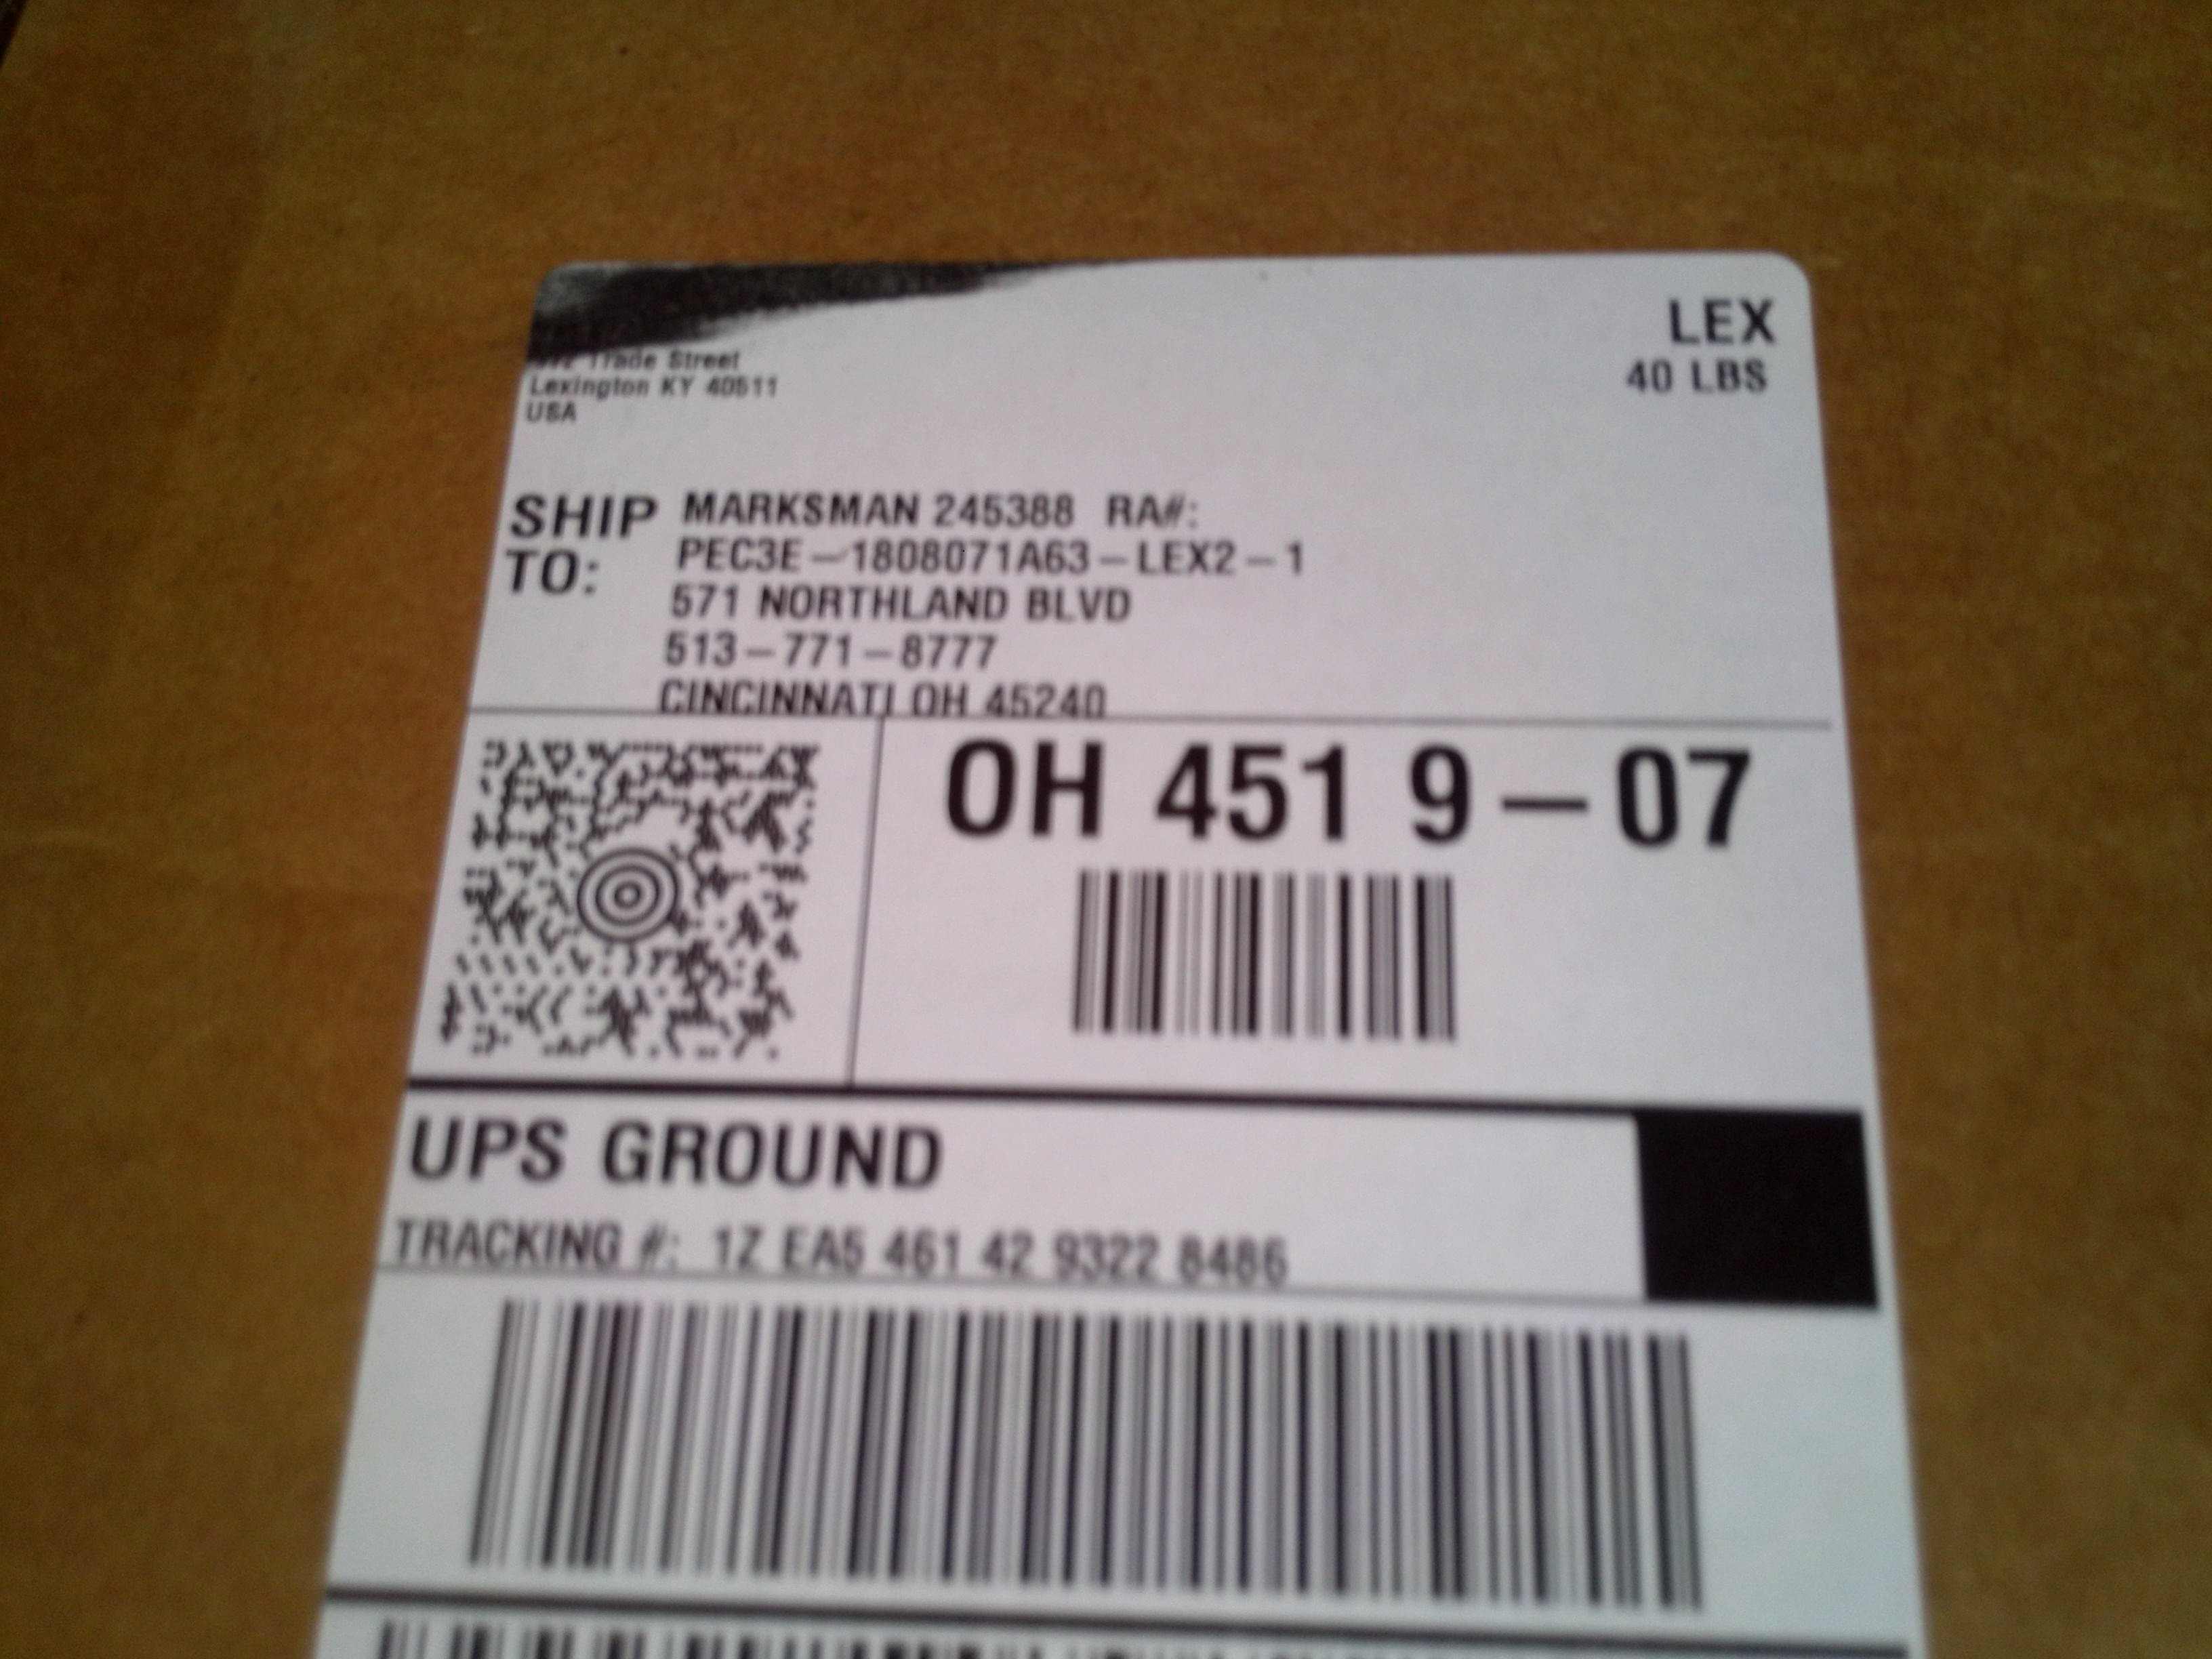 Trade Street
Lexington KY 40511
USA
LEX
40 LBS
SHIP TO:
MARKSMAN 245388 RA#:
PEC3E-1808071A63-LEX2-1
571 NORTHLAND BLVD
513-771-8777
CINCINNATI OH 45240
OH 451 9-07
UPS GROUND
TRACKING #: 1Z EA5 461 42 9322 8486